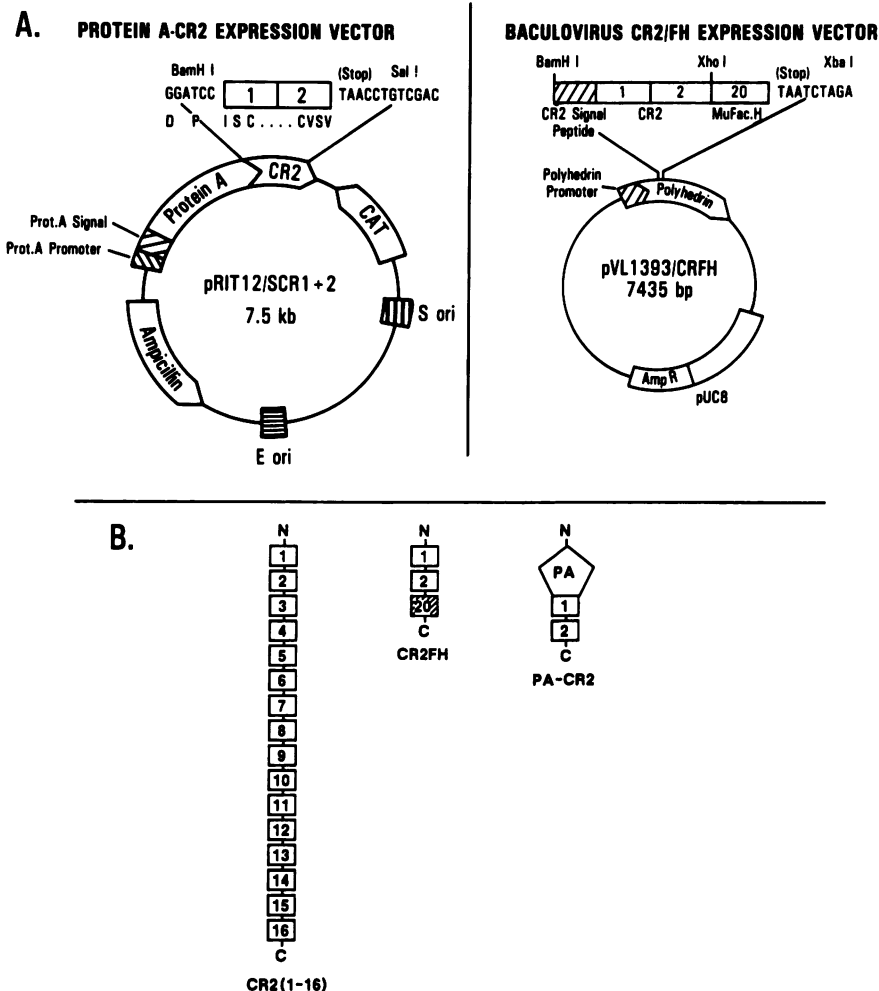 A.
PROTEIN A-CR2 EXPRESSION VECTOR
BamH I
(Stop)
Sal I
GGATCC
1
2
TAACCTGTCGAC
D P
I S C . . . . C V S V
Protein A
CR2
CAT
Prot.A Signal
Prot.A Promoter
pRIT12/SCR1+2
7.5 kb
S ori
Ampicillin
E ori
BACULOVIRUS CR2/FH EXPRESSION VECTOR
BamH I
Xho I
(Stop)
Xba I
1
2
20
TAATCTAGA
CR2 Signal
Peptide
CR2
MuFac.H
Polyhedrin
Promoter
Polyhedrin
pVL1393/CRFH
7435 bp
Amp R
pUC8
B.
N
1
2
3
4
5
6
7
8
9
10
11
12
13
14
15
16
C
CR2(1-16)
N
1
2
20
C
CR2FH
N
PA
1
2
C
PA-CR2